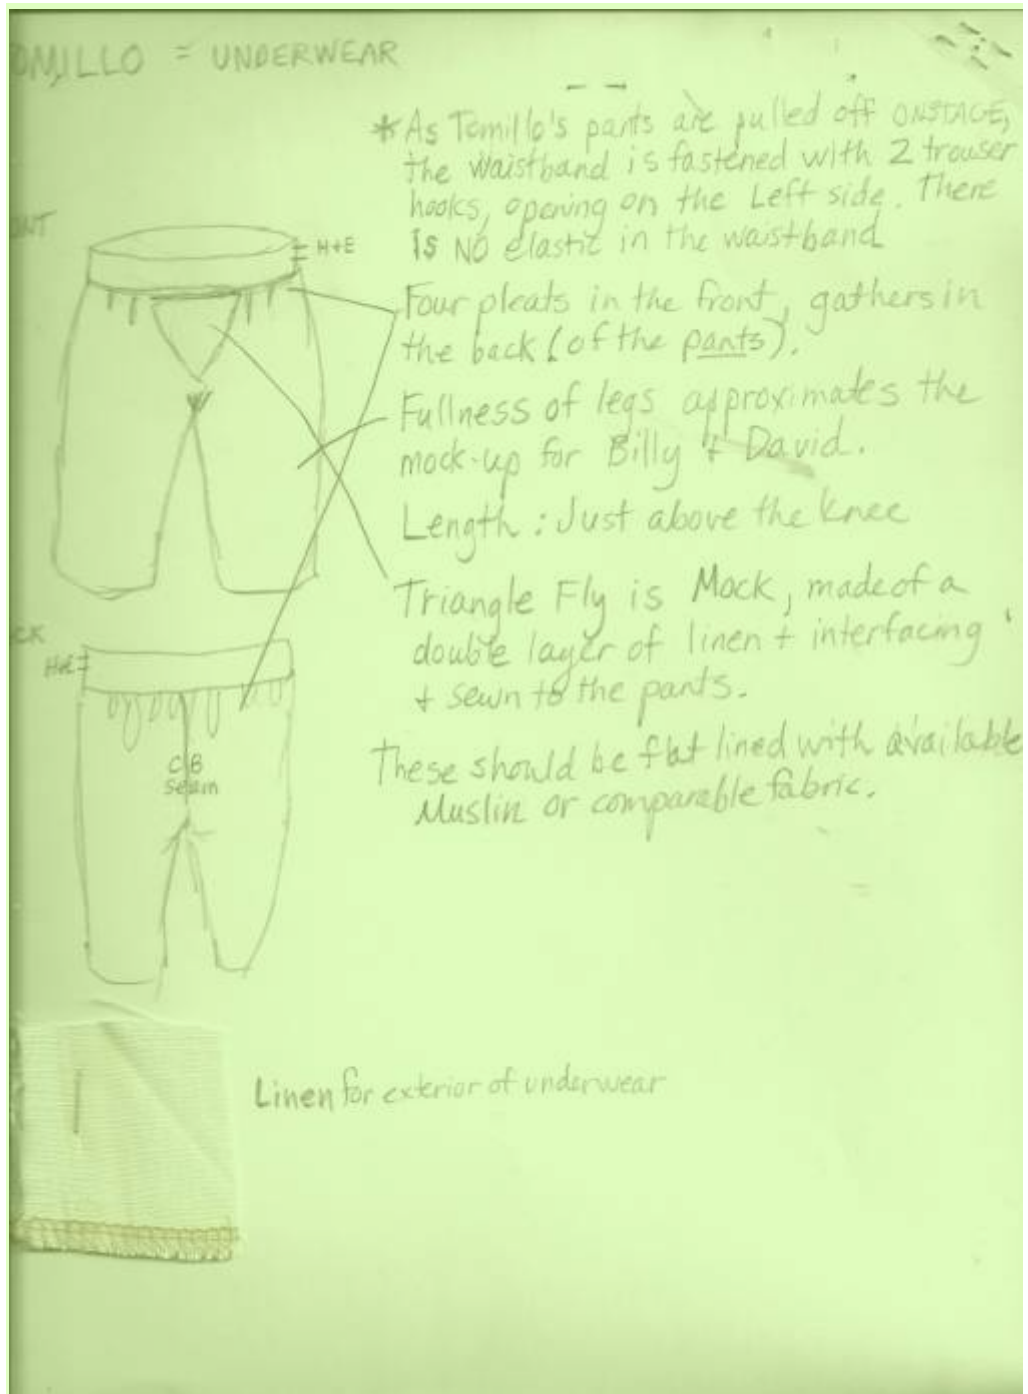 OMILLO = UNDERWEAR
*As Tomillo's pants are pulled off ONSTAGE,
the waistband is fastened with 2 trouser
hooks, opening on the Left side. There
is NO elastic in the waistband
ONT
H+E
Four pleats in the front, gathers in
the back (of the pants).
Fullness of legs approximates the
mock-up for Billy + David.
Length: Just above the knee
Triangle Fly is Mock, made of a
double layer of linen + interfacing
+ sewn to the pants.
CK
CB
Seam
These should be flat lined with available
Muslin or comparable fabric.
Linen for exterior of underwear